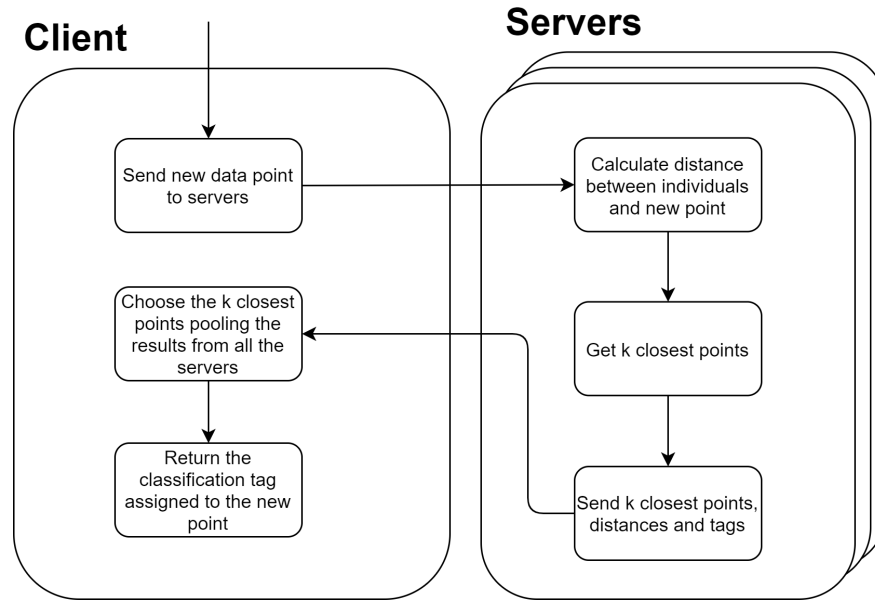 Client
Servers
Send new data point
to servers
Calculate distance
between individuals
and new point
Choose the k closest
points pooling the
results from all the
servers
Get k closest points
Return the
classification tag
assigned to the new
point
Send k closest points,
distances and tags